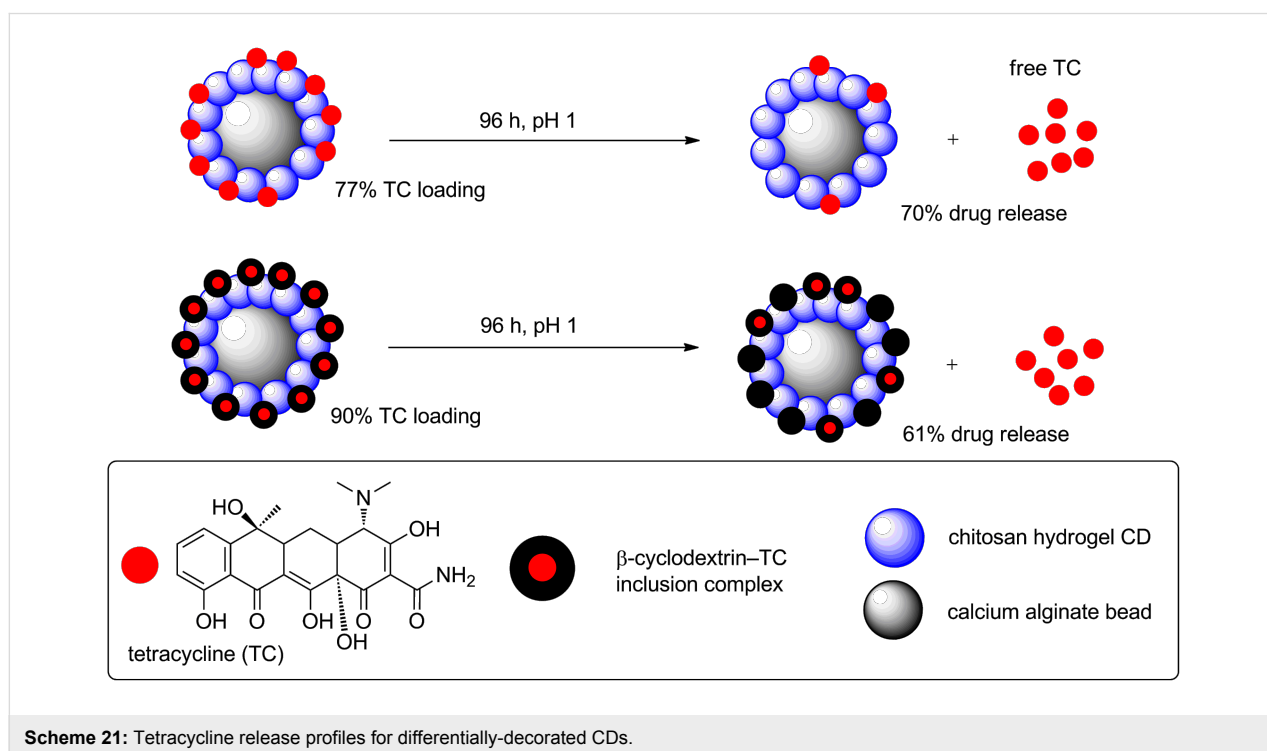 96 h, pH 1
77% TC loading
+
free TC
70% drug release
96 h, pH 1
90% TC loading
+
61% drug release
HO
N
OH
NH2
OH
O
OH
O
O
OH
tetracycline (TC)
β-cyclodextrin–TC
inclusion complex
chitosan hydrogel CD
calcium alginate bead
Scheme 21: Tetracycline release profiles for differentially-decorated CDs.